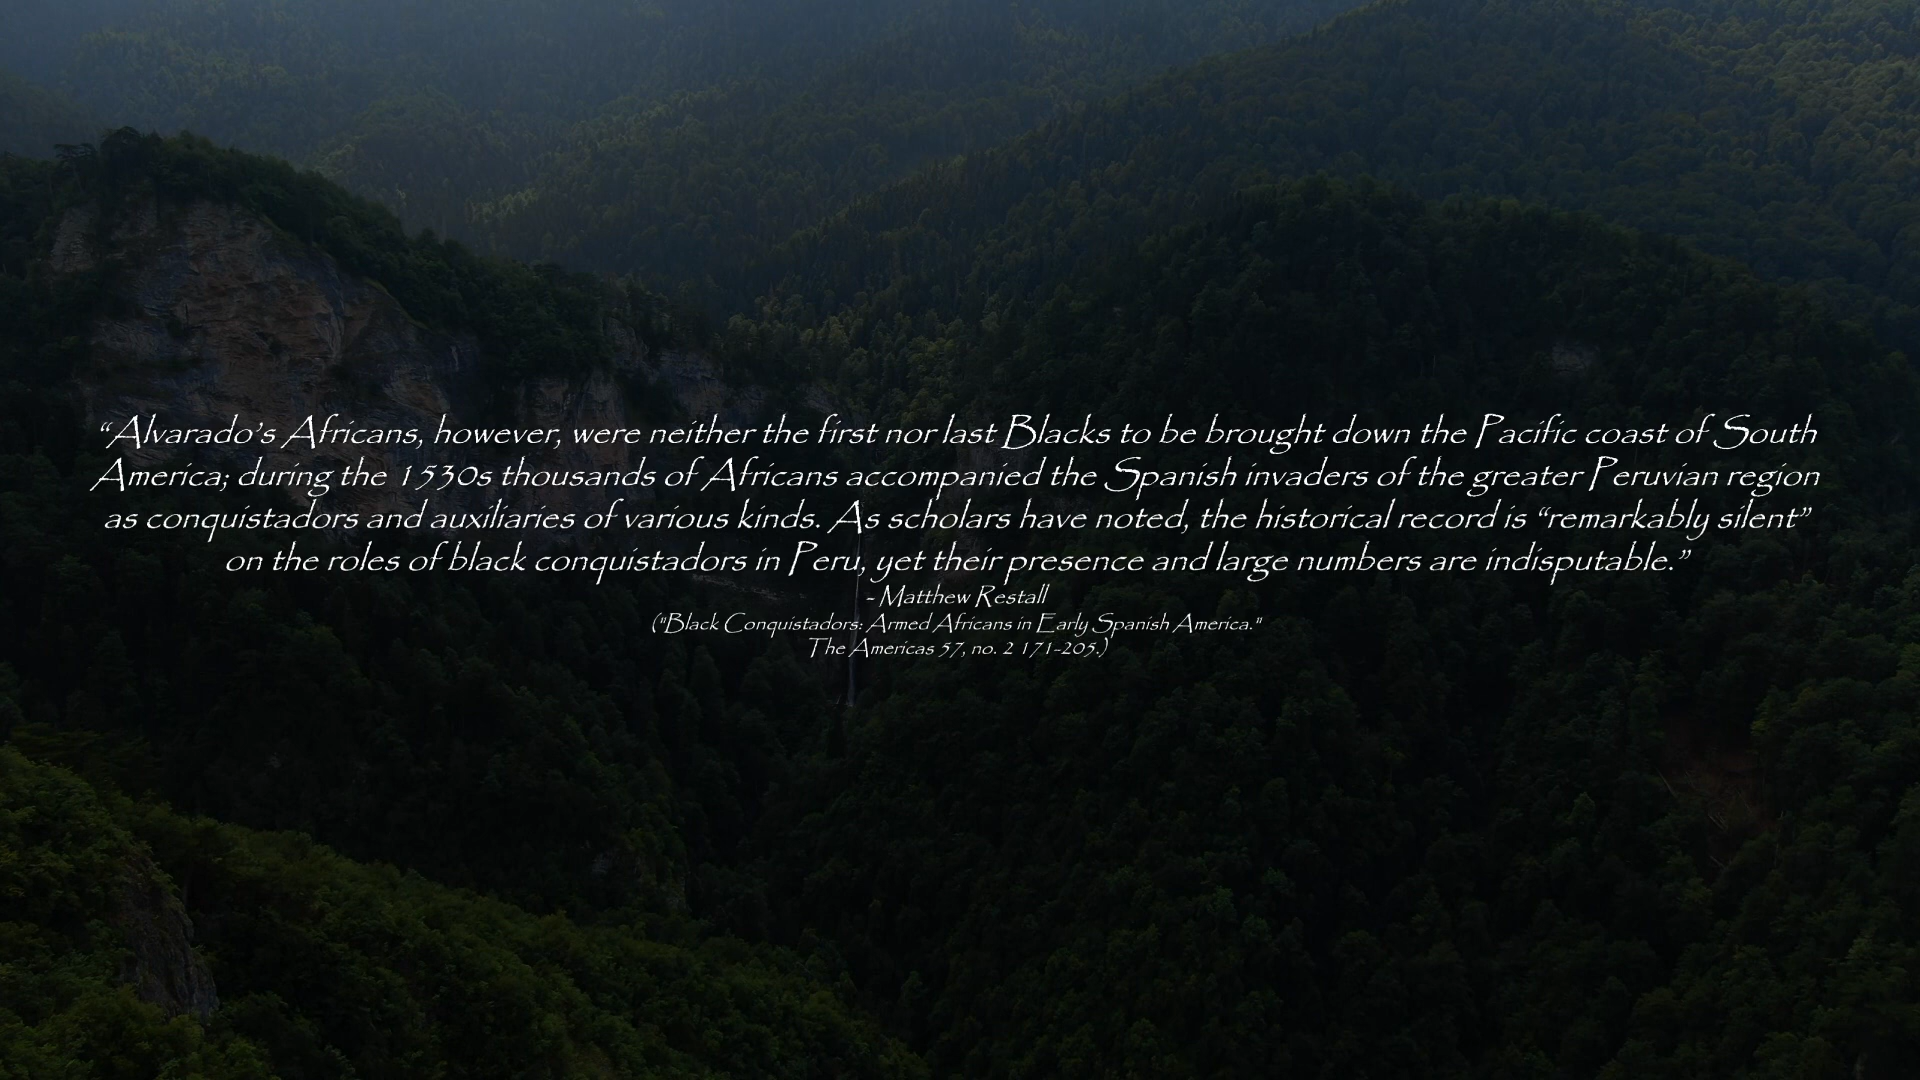 “Alvarado’s Africans, however, were neither the first nor last Blacks to be brought down the Pacific coast of South
America; during the 1530s thousands of Africans accompanied the Spanish invaders of the greater Peruvian region
as conquistadors and auxiliaries of various kinds. As scholars have noted, the historical record is “remarkably silent”
on the roles of black conquistadors in Peru, yet their presence and large numbers are indisputable.”
- Matthew Restall
("Black Conquistadors: Armed Africans in Early Spanish America."
The Americas 57, no. 2 171-205.)